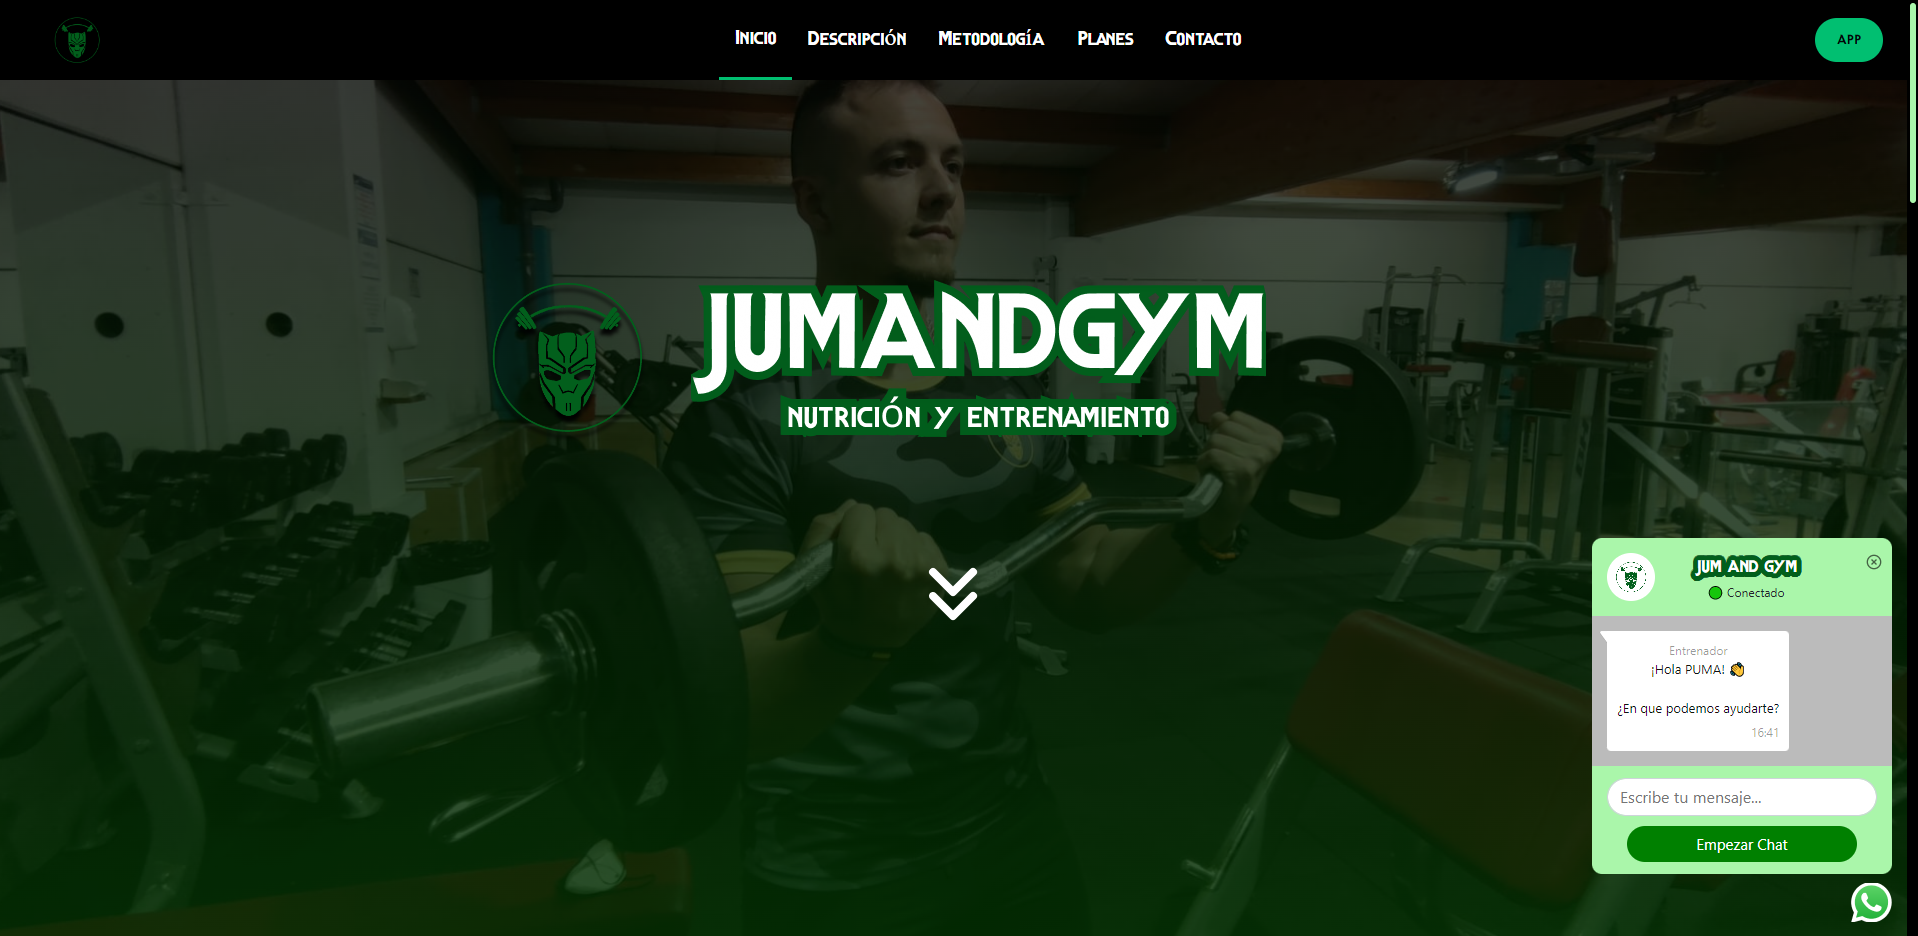 Inicio
Descripción
Metodología
Planes
Contacto
APP
JUMANDGYM
NUTRICIÓN Y ENTRENAMIENTO
JUM AND GYM
Conectado
Entrenador
¡Hola PUMA! 👏
¿En que podemos ayudarte?
16:41
Escribe tu mensaje...
Empezar Chat